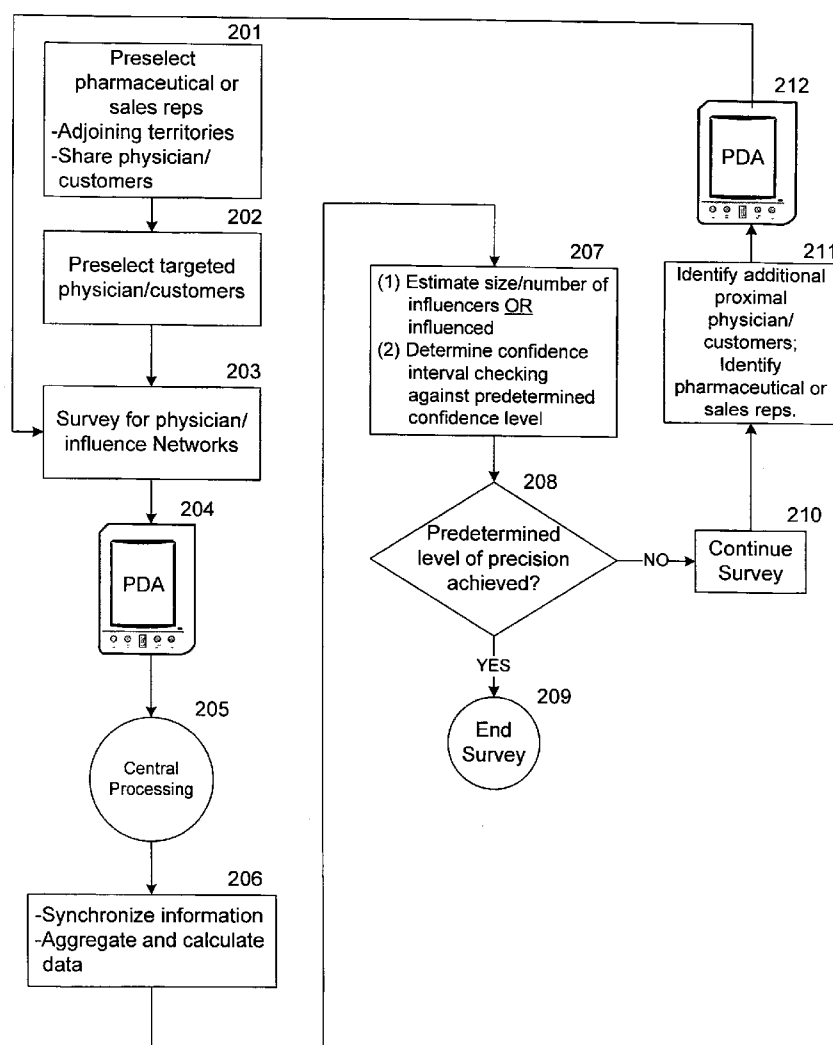 201
Preselect
pharmaceutical or
sales reps
-Adjoining territories
-Share physician/
customers
202
Preselect targeted
physician/customers
203
Survey for physician/
influence Networks
204
PDA
205
Central
Processing
206
-Synchronize information
-Aggregate and calculate
data
207
(1) Estimate size/number of
influencers OR
influenced
(2) Determine confidence
interval checking
against predetermined
confidence level
208
Predetermined
level of precision
achieved?
NO
YES
209
End
Survey
210
Continue
Survey
211
Identify additional
proximal
physician/
customers;
Identify
pharmaceutical or
sales reps.
212
PDA